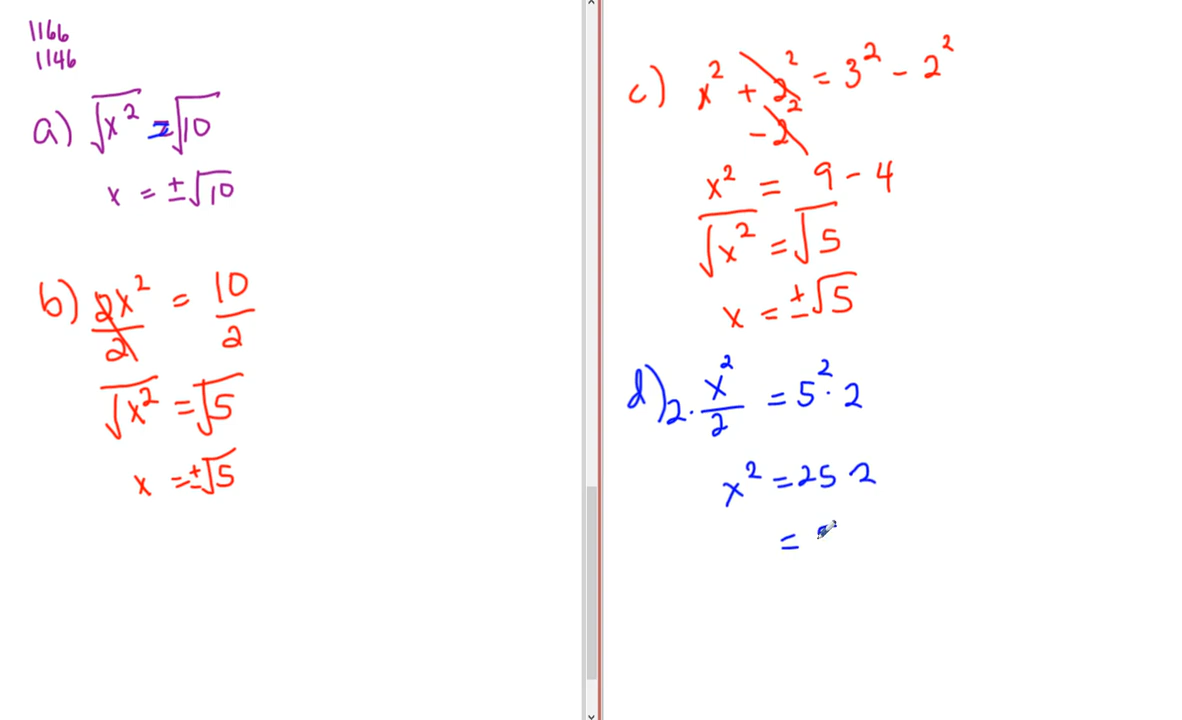 1166
1146
a) √x² = √10
x = ±√10
b) 2x²/2 = 10/2
√x² = √5
x = ±√5
c) x² + 2² = 3² - 2²
- 2²
x² = 9 - 4
√x² = √5
x = ±√5
d) 2 · x²/2 = 5² · 2
x² = 25 2
=